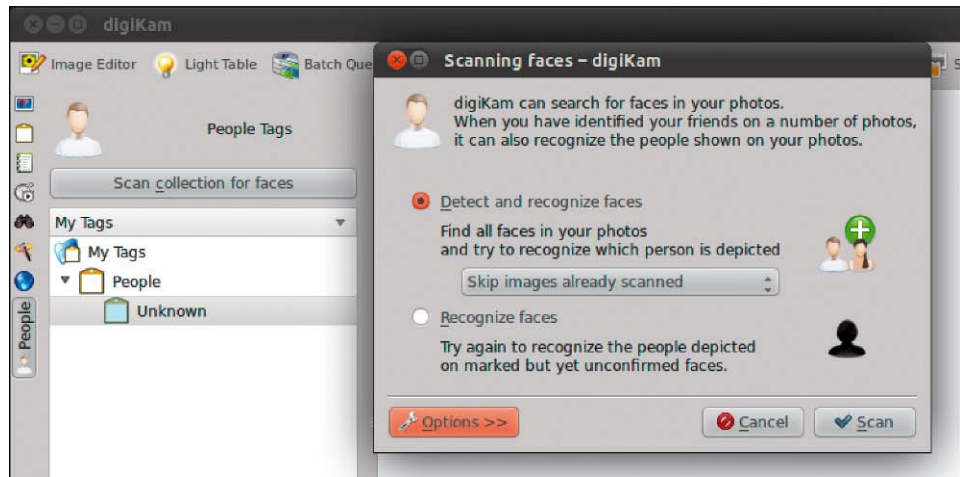 digiKam
Image Editor
Light Table
Batch Que
People Tags
Scan collection for faces
My Tags
My Tags
People
Unknown
People
Scanning faces – digiKam
digiKam can search for faces in your photos.
When you have identified your friends on a number of photos,
it can also recognize the people shown on your photos.
Detect and recognize faces
Find all faces in your photos
and try to recognize which person is depicted
Skip images already scanned
Recognize faces
Try again to recognize the people depicted
on marked but yet unconfirmed faces.
Options >>
Cancel
Scan